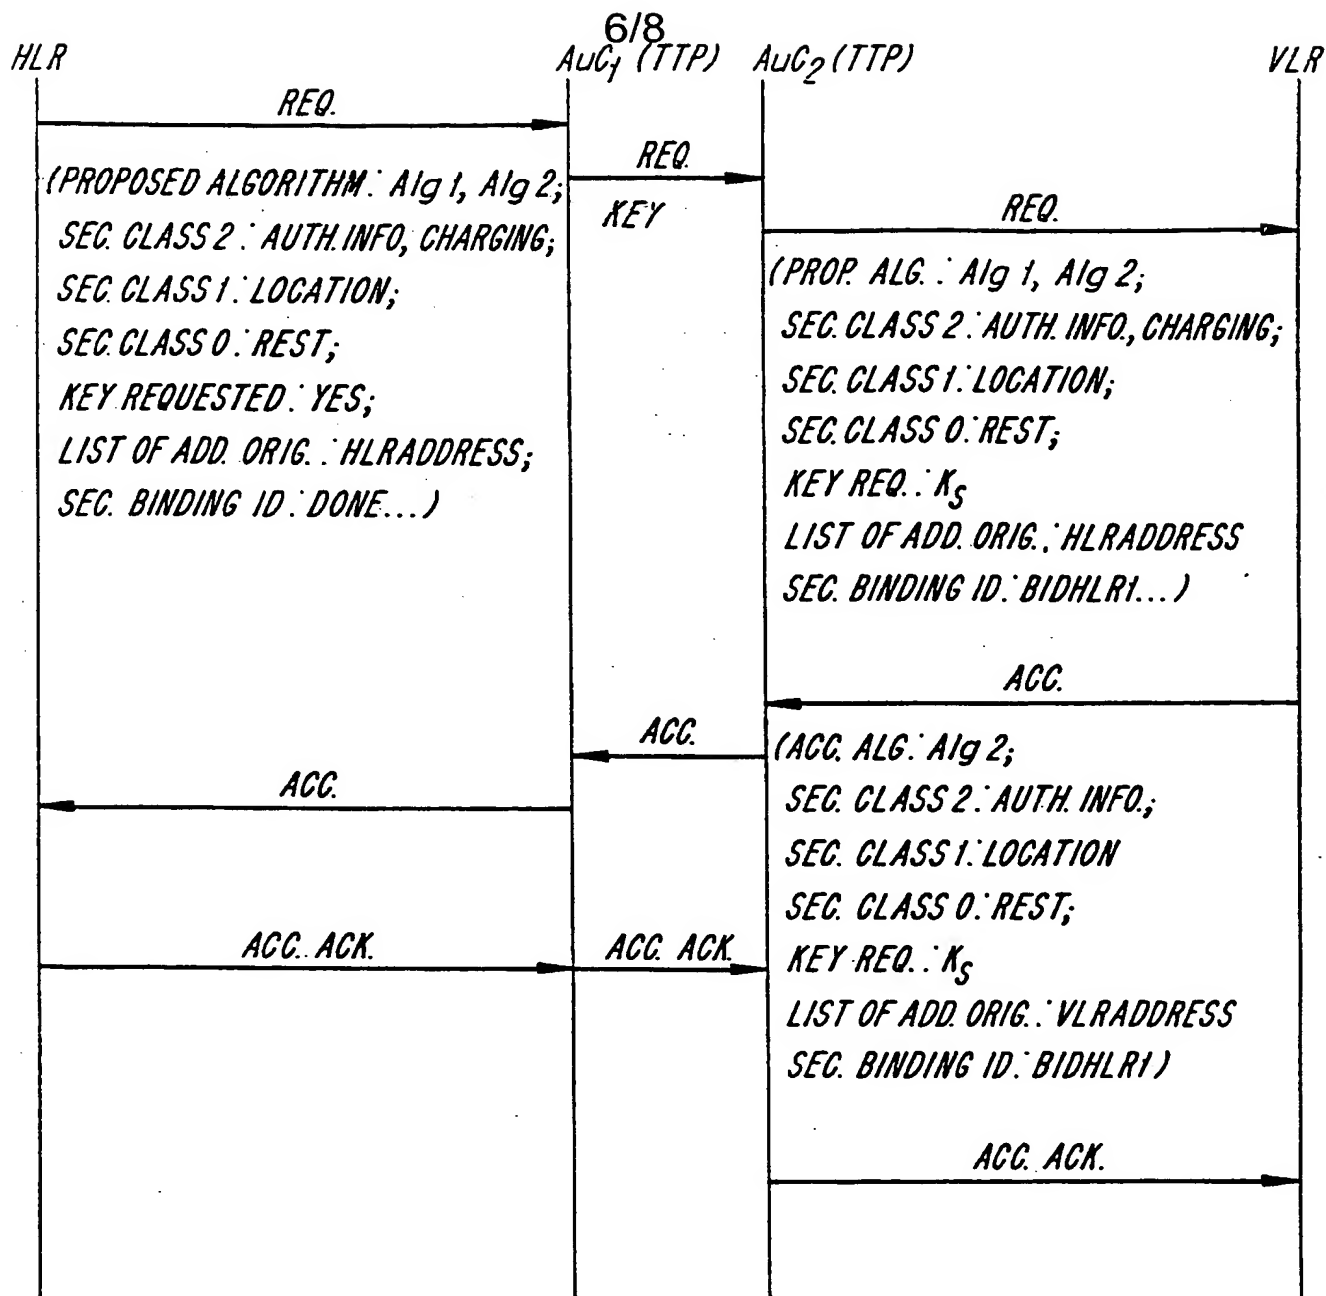 6/8
HLR
AuC1 (TTP)
AuC2 (TTP)
VLR
REQ.
(PROPOSED ALGORITHM: Alg 1, Alg 2;
SEC. CLASS 2: AUTH. INFO, CHARGING;
SEC. CLASS 1: LOCATION;
SEC. CLASS 0: REST;
KEY REQUESTED: YES;
LIST OF ADD. ORIG.: HLRADDRESS;
SEC. BINDING ID: DONE...)
REQ.
KEY
REQ.
(PROP. ALG.: Alg 1, Alg 2;
SEC. CLASS 2: AUTH. INFO., CHARGING;
SEC. CLASS 1: LOCATION;
SEC. CLASS 0: REST;
KEY REQ.: KS
LIST OF ADD. ORIG.: HLRADDRESS
SEC. BINDING ID: BIDHLR1...)
ACC.
ACC.
ACC.
(ACC. ALG: Alg 2;
SEC. CLASS 2: AUTH. INFO.;
SEC. CLASS 1: LOCATION
SEC. CLASS 0: REST;
KEY REQ.: KS
LIST OF ADD. ORIG.: VLRADDRESS
SEC. BINDING ID: BIDHLR1)
ACC. ACK.
ACC. ACK.
ACC. ACK.